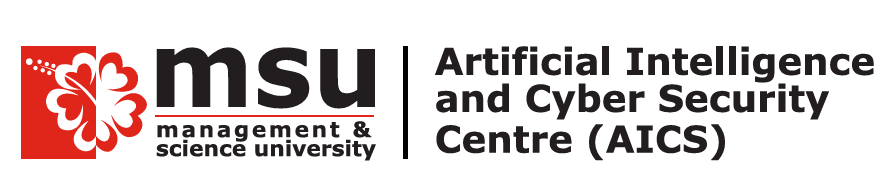 msu
management &
science university
Artificial Intelligence
and Cyber Security
Centre (AICS)